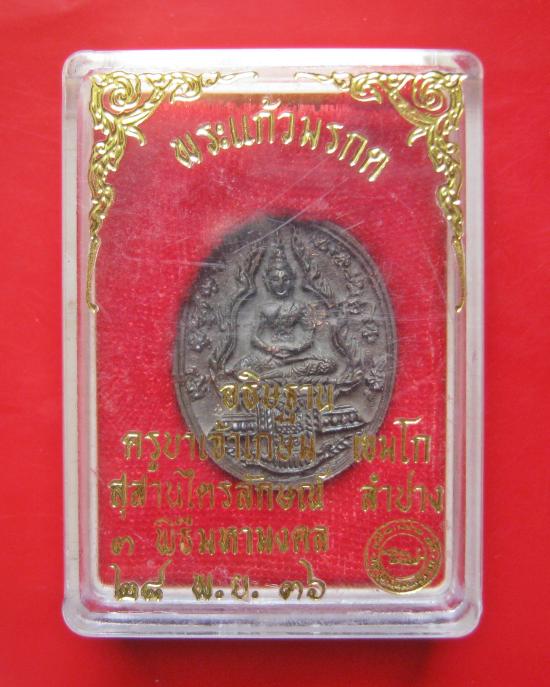 พระแก้วมรกต
อธิษฐาน
ครูบาเจ้าเกษม เขมโก
สุสานไตรลักษณ์ ลำปาง
๓ พิธีมหามงคล
๒๘ พ.ย. ๓๖